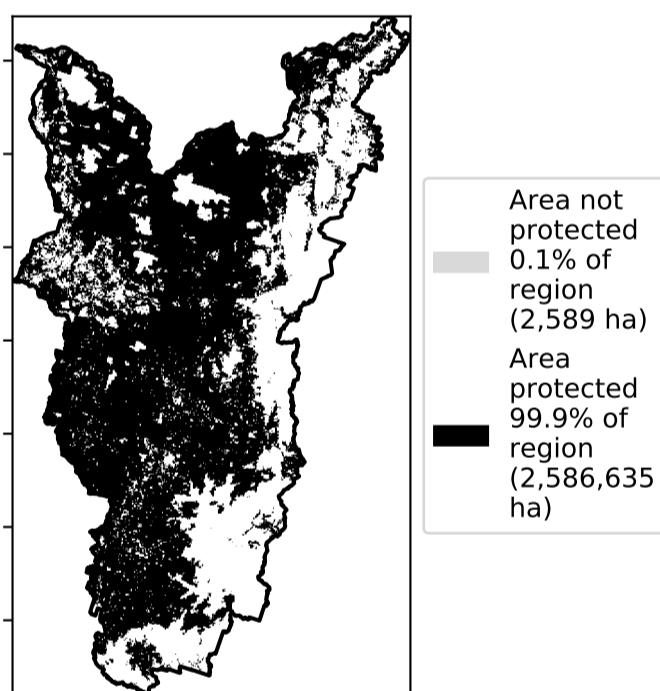 Area not
protected
0.1% of
region
(2,589 ha)
Area
protected
99.9% of
region
(2,586,635
ha)